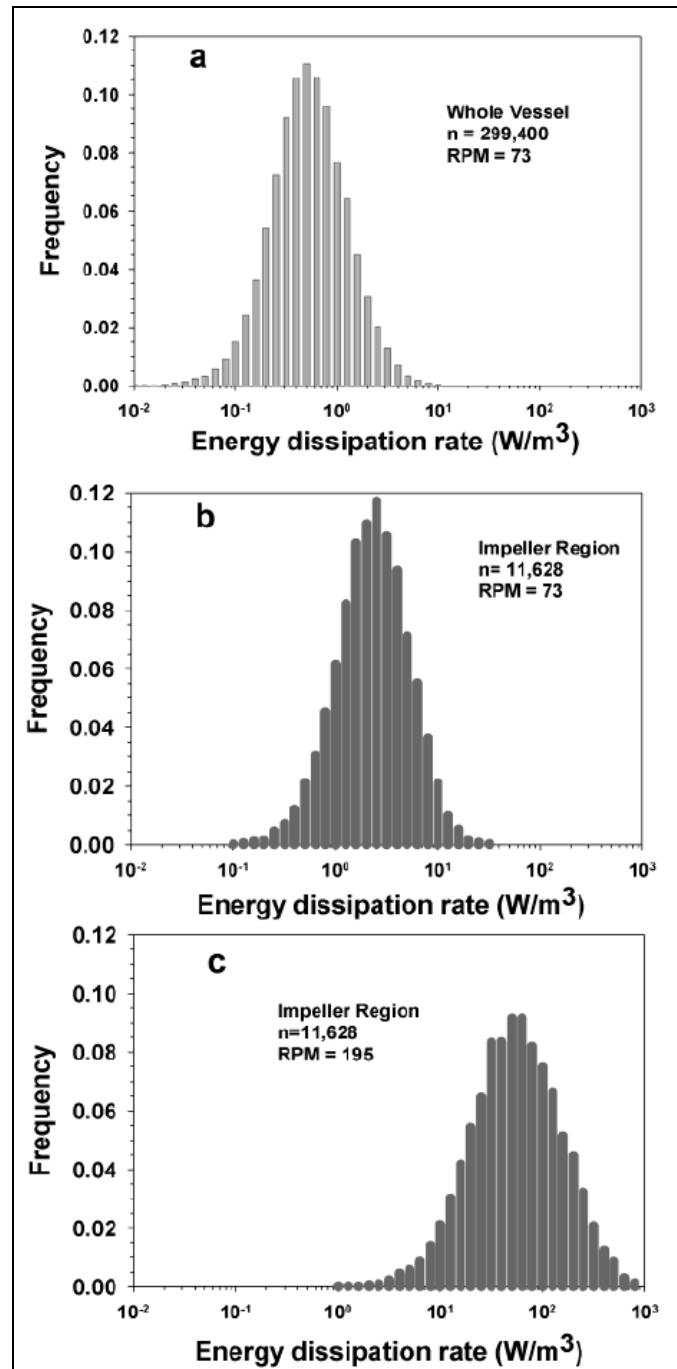 a
Whole Vessel
n = 299,400
RPM = 73
Frequency
0.12
0.10
0.08
0.06
0.04
0.02
0.00
10-2 10-1 100 101 102 103
Energy dissipation rate (W/m3)
b
Impeller Region
n= 11,628
RPM = 73
Frequency
0.12
0.10
0.08
0.06
0.04
0.02
0.00
10-2 10-1 100 101 102 103
Energy dissipation rate (W/m3)
c
Impeller Region
n=11,628
RPM = 195
Frequency
0.12
0.10
0.08
0.06
0.04
0.02
0.00
10-2 10-1 100 101 102 103
Energy dissipation rate (W/m3)